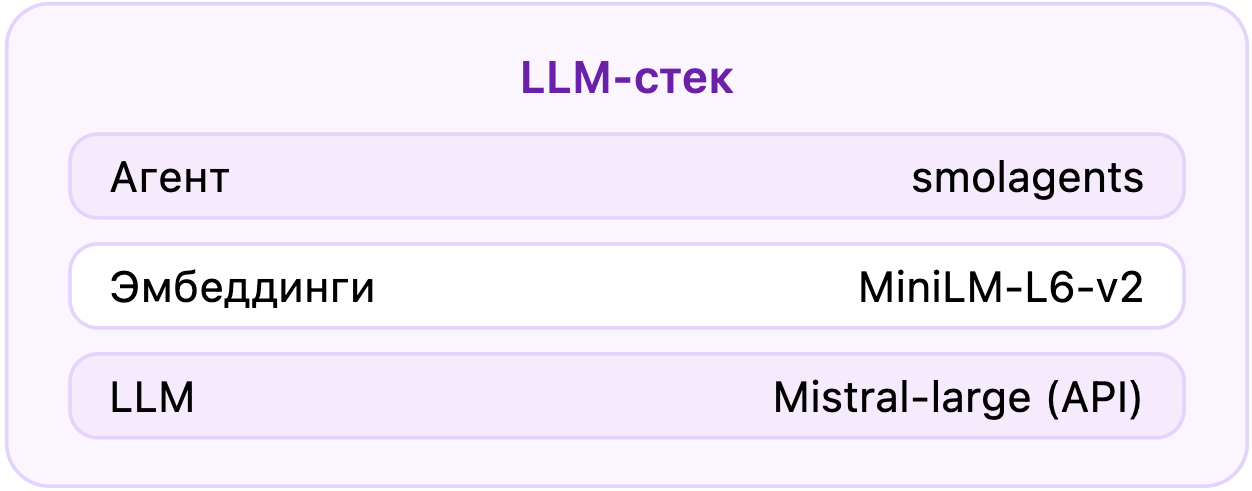 LLM-стек
Агент smolagents
Эмбеддинги MiniLM-L6-v2
LLM Mistral-large (API)